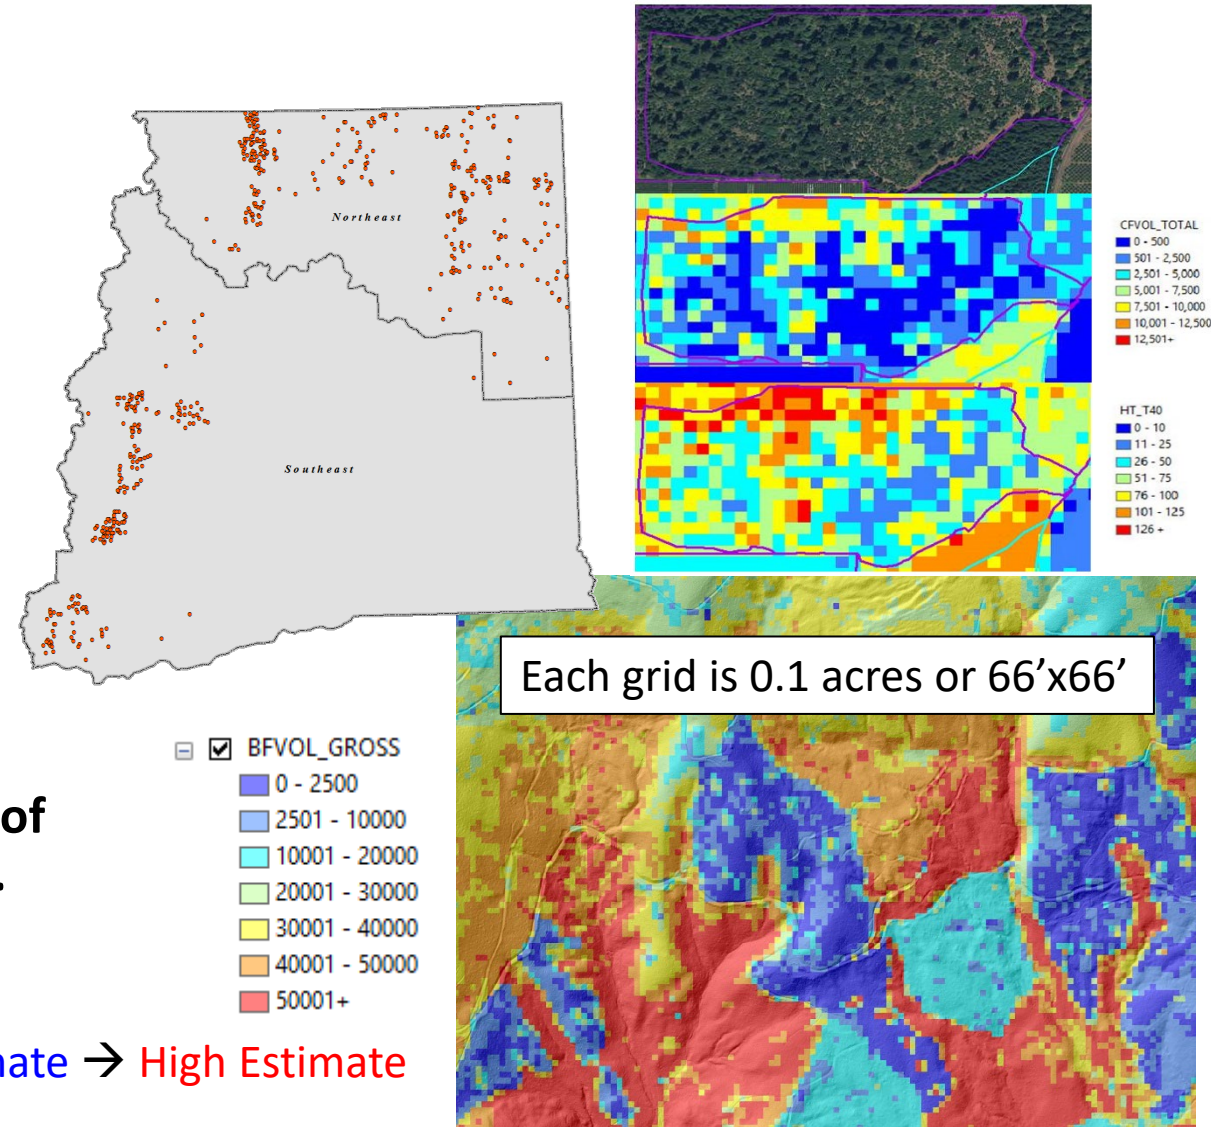 Northeast
Southeast
CFVOL_TOTAL
0 - 500
501 - 2,500
2,501 - 5,000
5,001 - 7,500
7,501 - 10,000
10,001 - 12,500
12,501+
HT_T40
0 - 10
11 - 25
26 - 50
51 - 75
76 - 100
101 - 125
126 +
Each grid is 0.1 acres or 66’x66’
BFVOL_GROSS
0 - 2500
2501 - 10000
10001 - 20000
20001 - 30000
30001 - 40000
40001 - 50000
50001+
of
.
mate → High Estimate